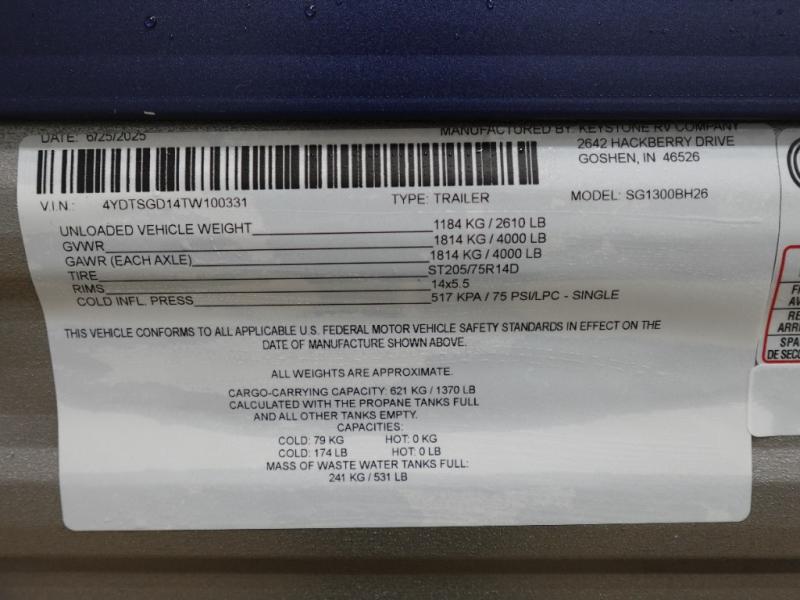 DATE: 6/25/2025
MANUFACTURED BY: KEYSTONE RV COMPANY
2642 HACKBERRY DRIVE
GOSHEN, IN 46526
V.I.N.: 4YDTSGD14TW100331 TYPE: TRAILER MODEL: SG1300BH26
UNLOADED VEHICLE WEIGHT 1184 KG / 2610 LB
GVWR 1814 KG / 4000 LB
GAWR (EACH AXLE) 1814 KG / 4000 LB
TIRE ST205/75R14D
RIMS 14x5.5
COLD INFL. PRESS 517 KPA / 75 PSI/LPC - SINGLE
THIS VEHICLE CONFORMS TO ALL APPLICABLE U.S. FEDERAL MOTOR VEHICLE SAFETY STANDARDS IN EFFECT ON THE
DATE OF MANUFACTURE SHOWN ABOVE.
ALL WEIGHTS ARE APPROXIMATE.
CARGO-CARRYING CAPACITY: 621 KG / 1370 LB
CALCULATED WITH THE PROPANE TANKS FULL
AND ALL OTHER TANKS EMPTY.
CAPACITIES:
COLD: 79 KG HOT: 0 KG
COLD: 174 LB HOT: 0 LB
MASS OF WASTE WATER TANKS FULL:
241 KG / 531 LB